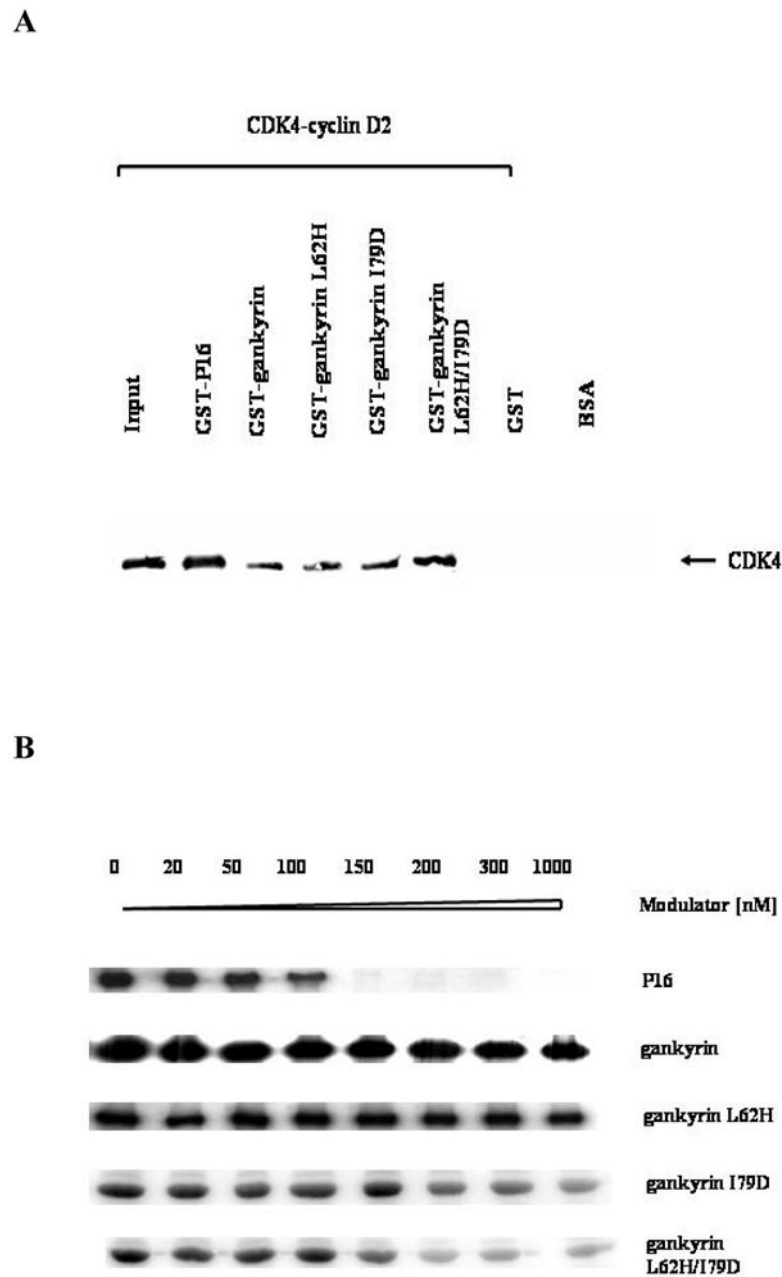 A
CDK4-cyclin D2
Input
GST-P16
GST-gankyrin
GST-gankyrin L62H
GST-gankyrin I79D
GST-gankyrin
L62H/I79D
GST
BSA
← CDK4
B
0 20 50 100 150 200 300 1000
Modulator [nM]
P16
gankyrin
gankyrin L62H
gankyrin I79D
gankyrin
L62H/I79D